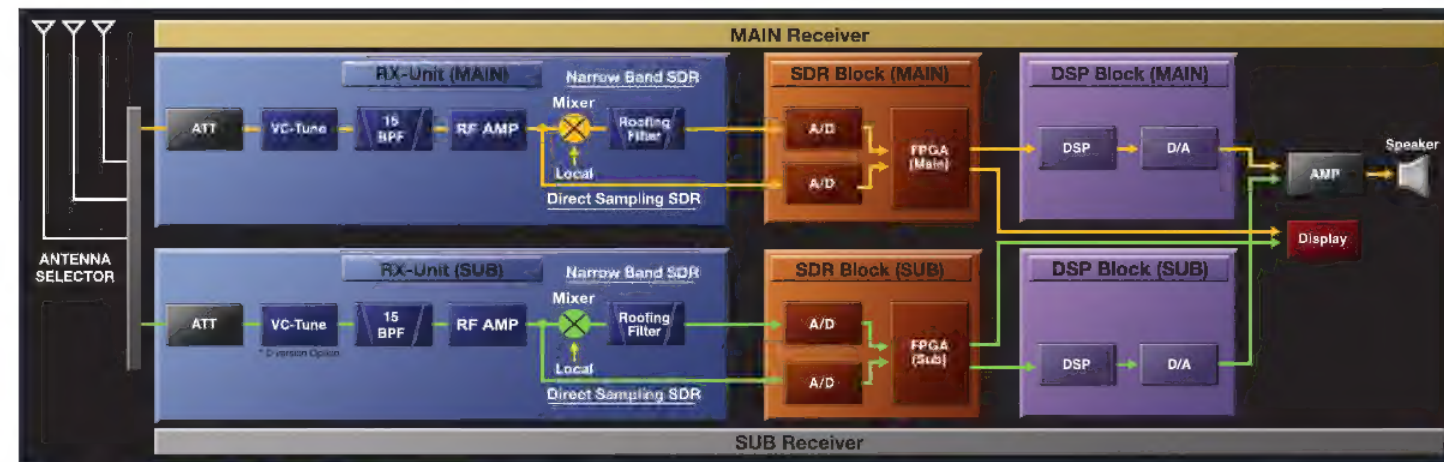 MAIN Receiver
RX-Unit (MAIN)
Narrow Band SDR
Mixer
ATT
VC-Tune
15
BPF
RF AMP
Roofing
Filter
Local
Direct Sampling SDR
SDR Block (MAIN)
A/D
A/D
FPGA
(Main)
DSP Block (MAIN)
DSP
D/A
AMP
Speaker
Display
ANTENNA
SELECTOR
RX-Unit (SUB)
Narrow Band SDR
Mixer
ATT
VC-Tune
* D version Option
15
BPF
RF AMP
Roofing
Filter
Local
Direct Sampling SDR
SDR Block (SUB)
A/D
A/D
FPGA
(Sub)
DSP Block (SUB)
DSP
D/A
SUB Receiver